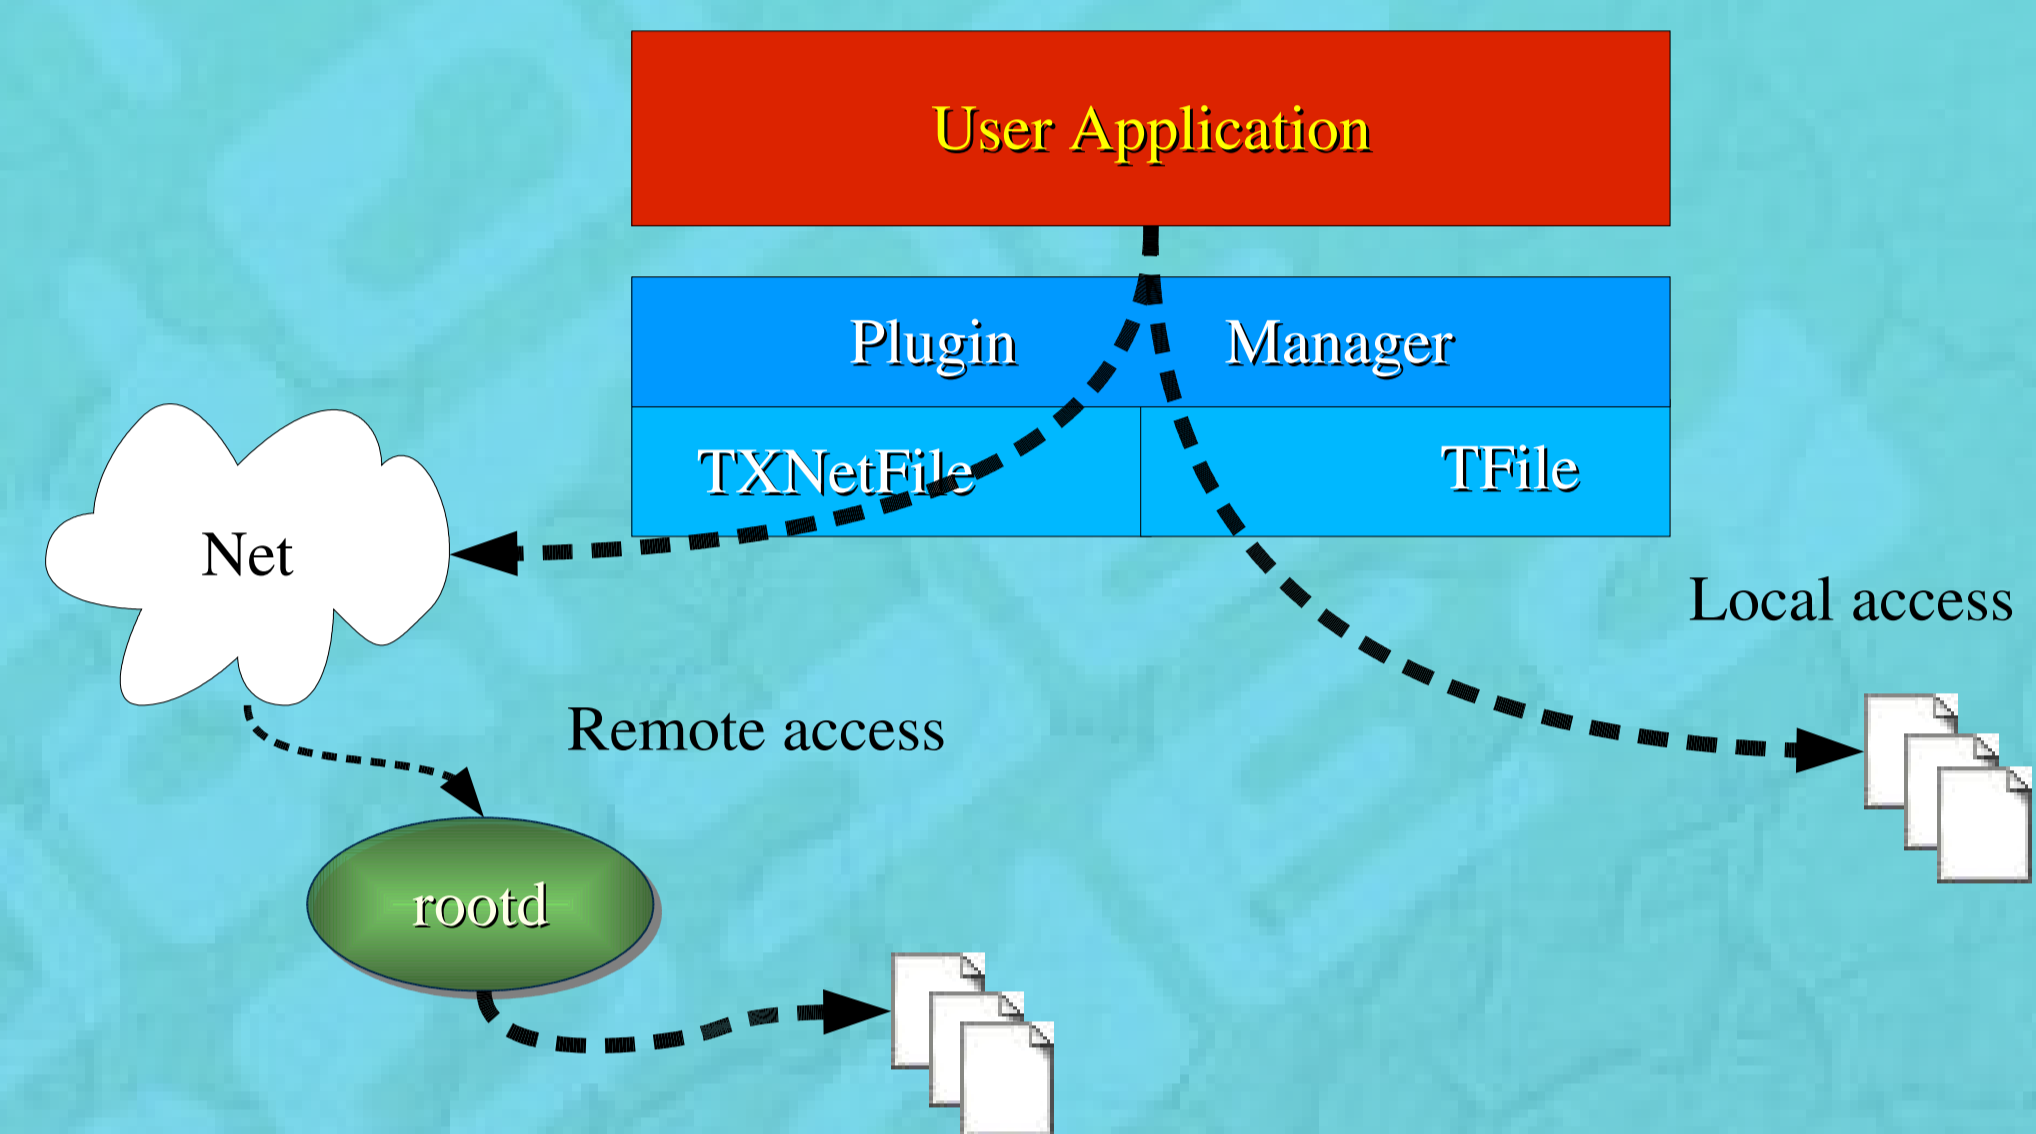 User Application
Plugin Manager
TXNetFile
TFile
Net
Local access
Remote access
rootd